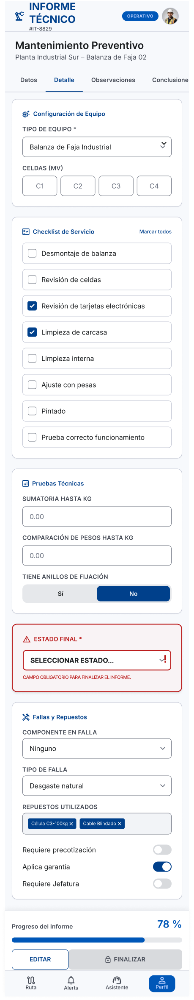 INFORME
TÉCNICO
#IT-8829
OPERATIVO
Mantenimiento Preventivo
Planta Industrial Sur – Balanza de Faja 02
Datos
Detalle
Observaciones
Conclusione
Configuración de Equipo
TIPO DE EQUIPO *
Balanza de Faja Industrial
CELDAS (MV)
C1
C2
C3
C4
Checklist de Servicio
Marcar todos
Desmontaje de balanza
Revisión de celdas
Revisión de tarjetas electrónicas
Limpieza de carcasa
Limpieza interna
Ajuste con pesas
Pintado
Prueba correcto funcionamiento
Pruebas Técnicas
SUMATORIA HASTA KG
0.00
COMPARACIÓN DE PESOS HASTA KG
0.00
TIENE ANILLOS DE FIJACIÓN
Sí
No
ESTADO FINAL *
SELECCIONAR ESTADO...
CAMPO OBLIGATORIO PARA FINALIZAR EL INFORME.
Fallas y Repuestos
COMPONENTE EN FALLA
Ninguno
TIPO DE FALLA
Desgaste natural
REPUESTOS UTILIZADOS
Célula C3-100kg ×
Cable Blindado ×
Requiere precotización
Aplica garantía
Requiere Jefatura
Progreso del Informe
78 %
EDITAR
FINALIZAR
Ruta
Alerts
Asistente
Perfil